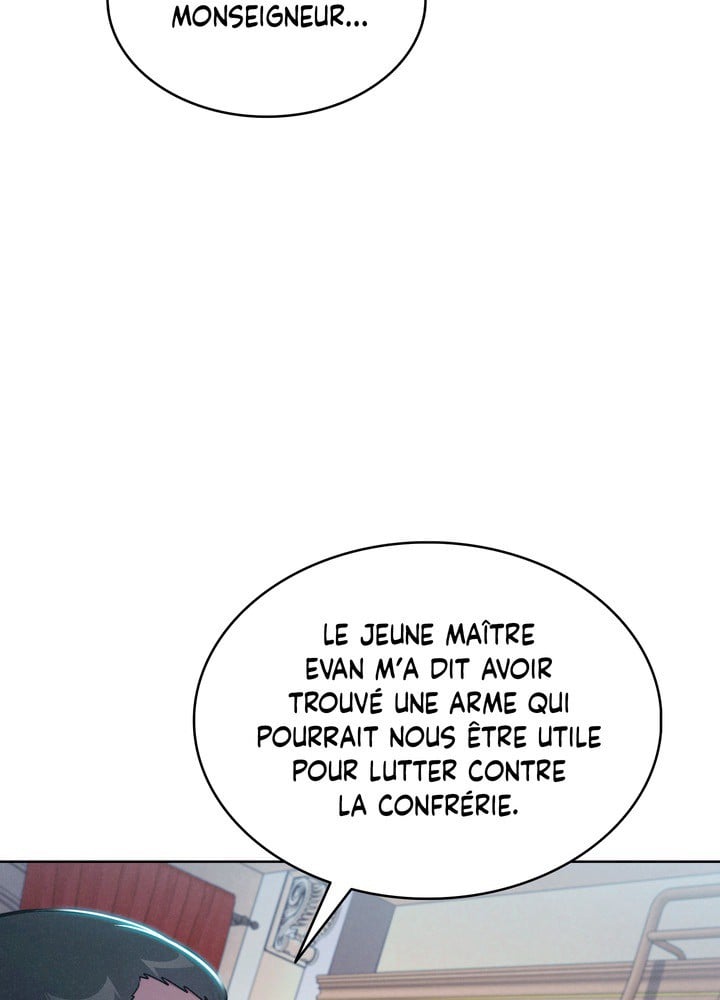 MONSEIGNEUR...
LE JEUNE MAÎTRE
EVAN M'A DIT AVOIR
TROUVÉ UNE ARME QUI
POURRAIT NOUS ÊTRE UTILE
POUR LUTTER CONTRE
LA CONFRÉRIE.